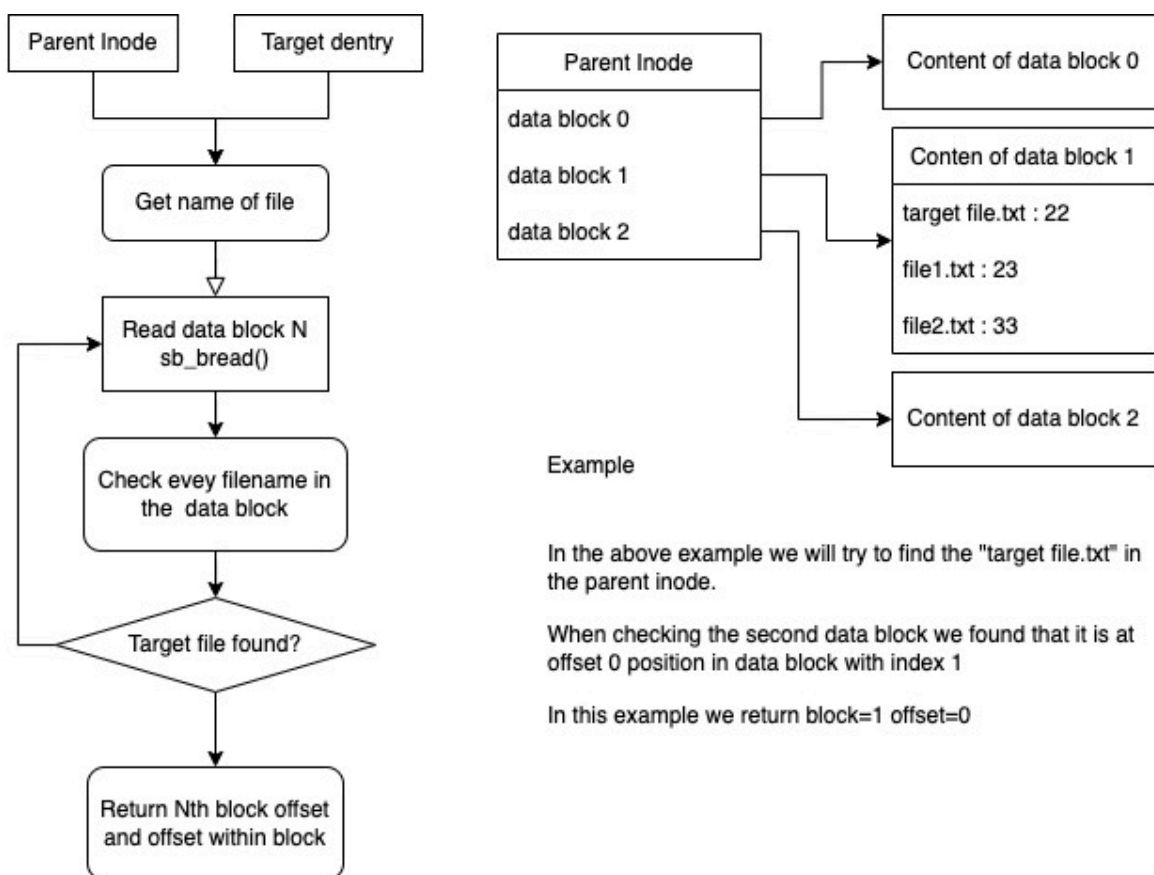 Parent Inode
Target dentry
Get name of file
Read data block N
sb_bread()
Check evey filename in
the data block
Target file found?
Return Nth block offset
and offset within block
Parent Inode
data block 0
data block 1
data block 2
Content of data block 0
Conten of data block 1
target file.txt : 22
file1.txt : 23
file2.txt : 33
Content of data block 2
Example
In the above example we will try to find the "target file.txt" in
the parent inode.
When checking the second data block we found that it is at
offset 0 position in data block with index 1
In this example we return block=1 offset=0